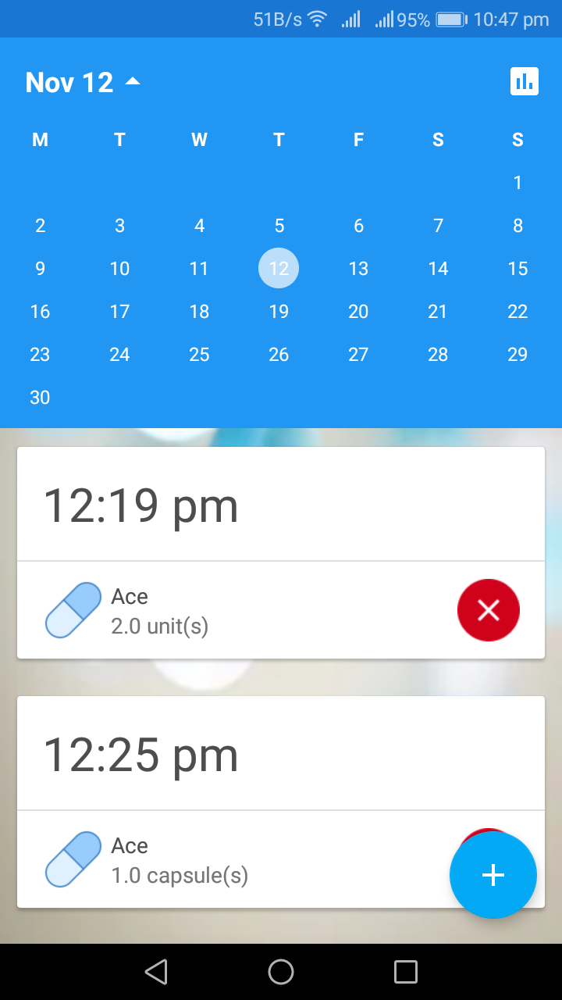 51B/s 95% 10:47 pm
Nov 12
M T W T F S S
1
2 3 4 5 6 7 8
9 10 11 12 13 14 15
16 17 18 19 20 21 22
23 24 25 26 27 28 29
30
12:19 pm
Ace
2.0 unit(s)
12:25 pm
Ace
1.0 capsule(s)